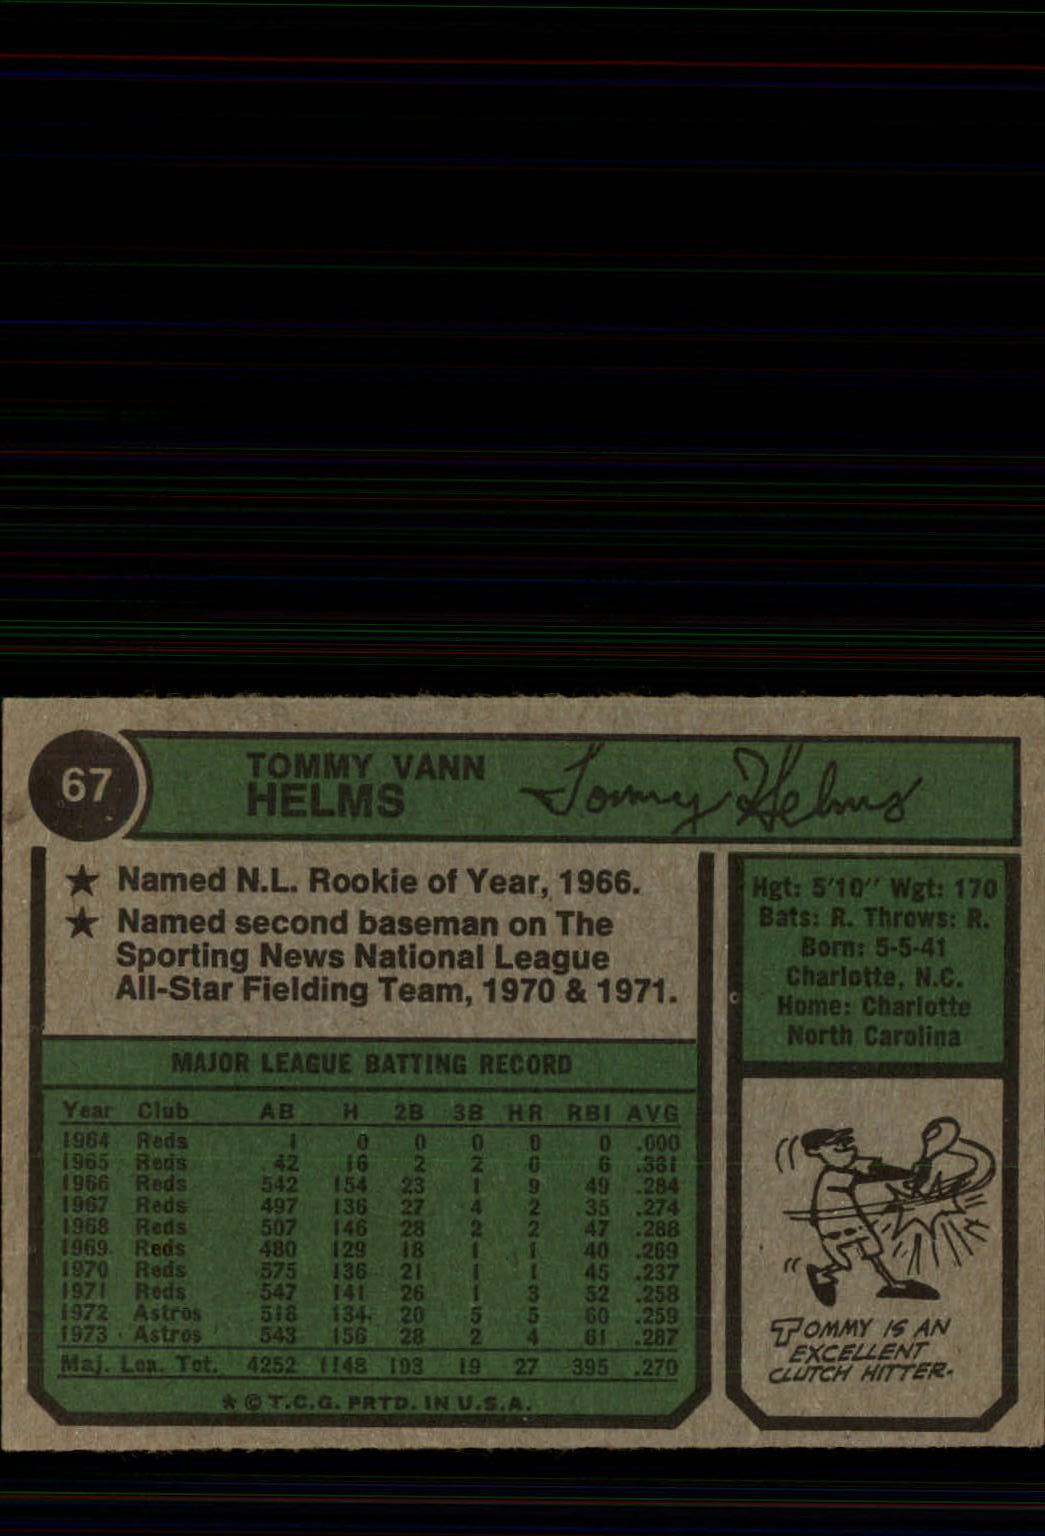 67
TOMMY VANN
HELMS
Tommy Helms
★ Named N.L. Rookie of Year, 1966.
★ Named second baseman on The
Sporting News National League
All-Star Fielding Team, 1970 & 1971.
Hgt: 5'10" Wgt: 170
Bats: R. Throws: R.
Born: 5-5-41
Charlotte, N.C.
Home: Charlotte
North Carolina
MAJOR LEAGUE BATTING RECORD
Year Club AB H 2B 3B HR RBI AVG
1964 Reds 1 0 0 0 0 0 .000
1965 Reds 42 16 2 2 0 6 .381
1966 Reds 542 154 23 1 9 49 .284
1967 Reds 497 136 27 4 2 35 .274
1968 Reds 507 146 28 2 2 47 .288
1969 Reds 480 129 18 1 1 40 .269
1970 Reds 575 136 21 1 1 45 .237
1971 Reds 547 141 26 1 3 52 .258
1972 Astros 518 134 20 5 5 60 .259
1973 Astros 543 156 28 2 4 61 .287
Maj. Lea. Tot. 4252 1148 193 19 27 395 .270
★ © T.C.G. PRTD. IN U.S.A.
TOMMY IS AN
EXCELLENT
CLUTCH HITTER.